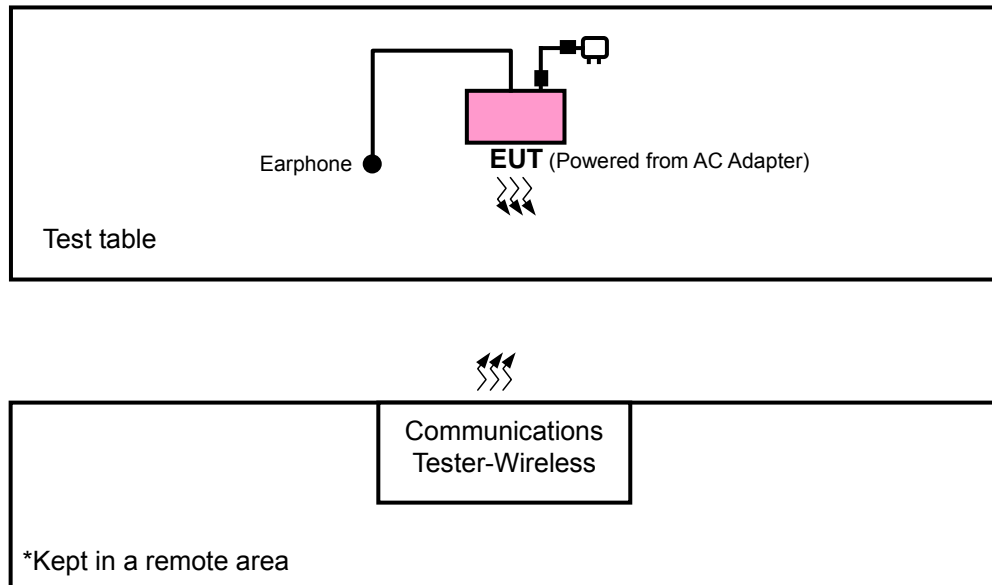 Earphone
EUT (Powered from AC Adapter)
Test table
Communications
Tester-Wireless
*Kept in a remote area